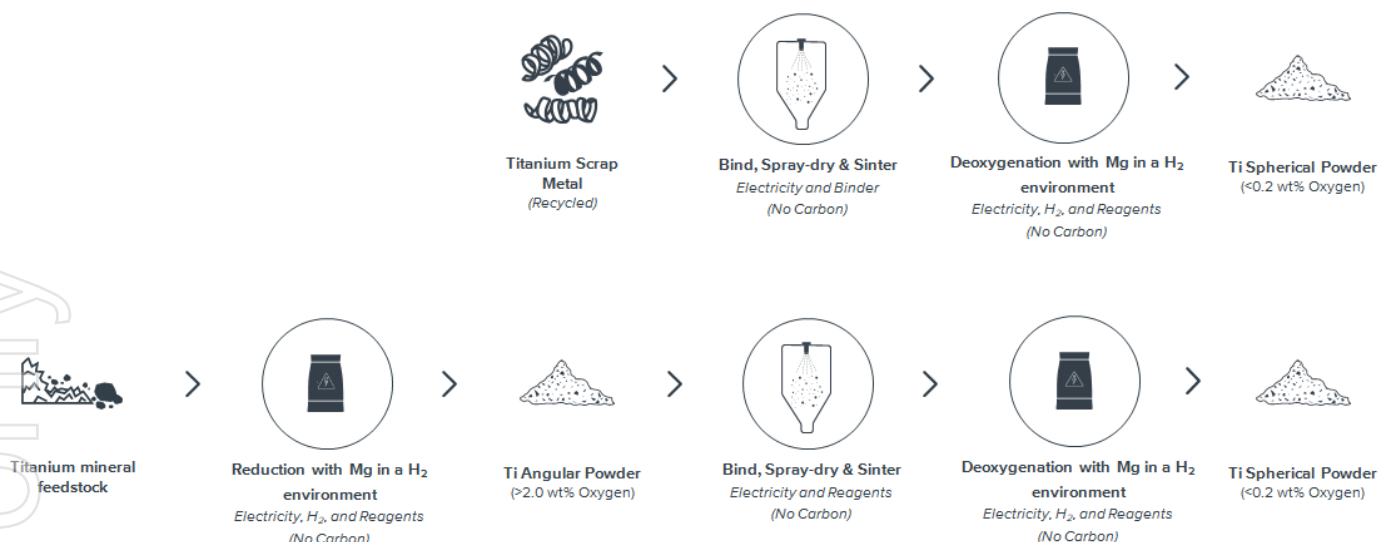 Titanium Scrap
Metal
(Recycled)
Bind, Spray-dry & Sinter
Electricity and Binder
(No Carbon)
Deoxygenation with Mg in a H₂
environment
Electricity, H₂, and Reagents
(No Carbon)
Ti Spherical Powder
(<0.2 wt% Oxygen)
Titanium mineral
feedstock
Reduction with Mg in a H₂
environment
Electricity, H₂, and Reagents
(No Carbon)
Ti Angular Powder
(>2.0 wt% Oxygen)
Bind, Spray-dry & Sinter
Electricity and Reagents
(No Carbon)
Deoxygenation with Mg in a H₂
environment
Electricity, H₂, and Reagents
(No Carbon)
Ti Spherical Powder
(<0.2 wt% Oxygen)